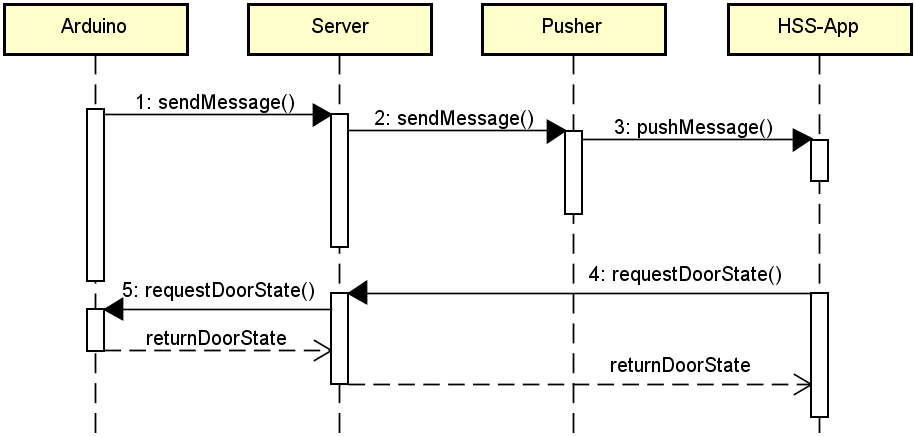 Arduino
Server
Pusher
HSS-App
1: sendMessage()
2: sendMessage()
3: pushMessage()
4: requestDoorState()
5: requestDoorState()
returnDoorState
returnDoorState